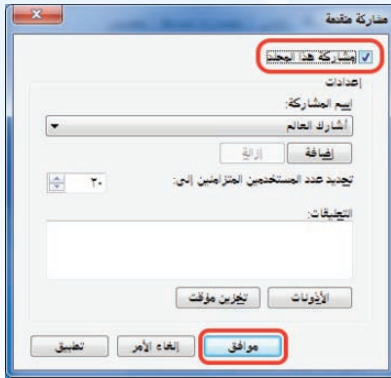 مشاركة متقدمة
مشاركة هذا المجلد
إعدادات
اسم المشاركة:
أشارك العالم
إضافة إزالة
تحديد عدد المستخدمين المتزامنين إلى: ٢٠
التعليقات:
الأذونات تخزين مؤقت
موافق إلغاء الأمر تطبيق